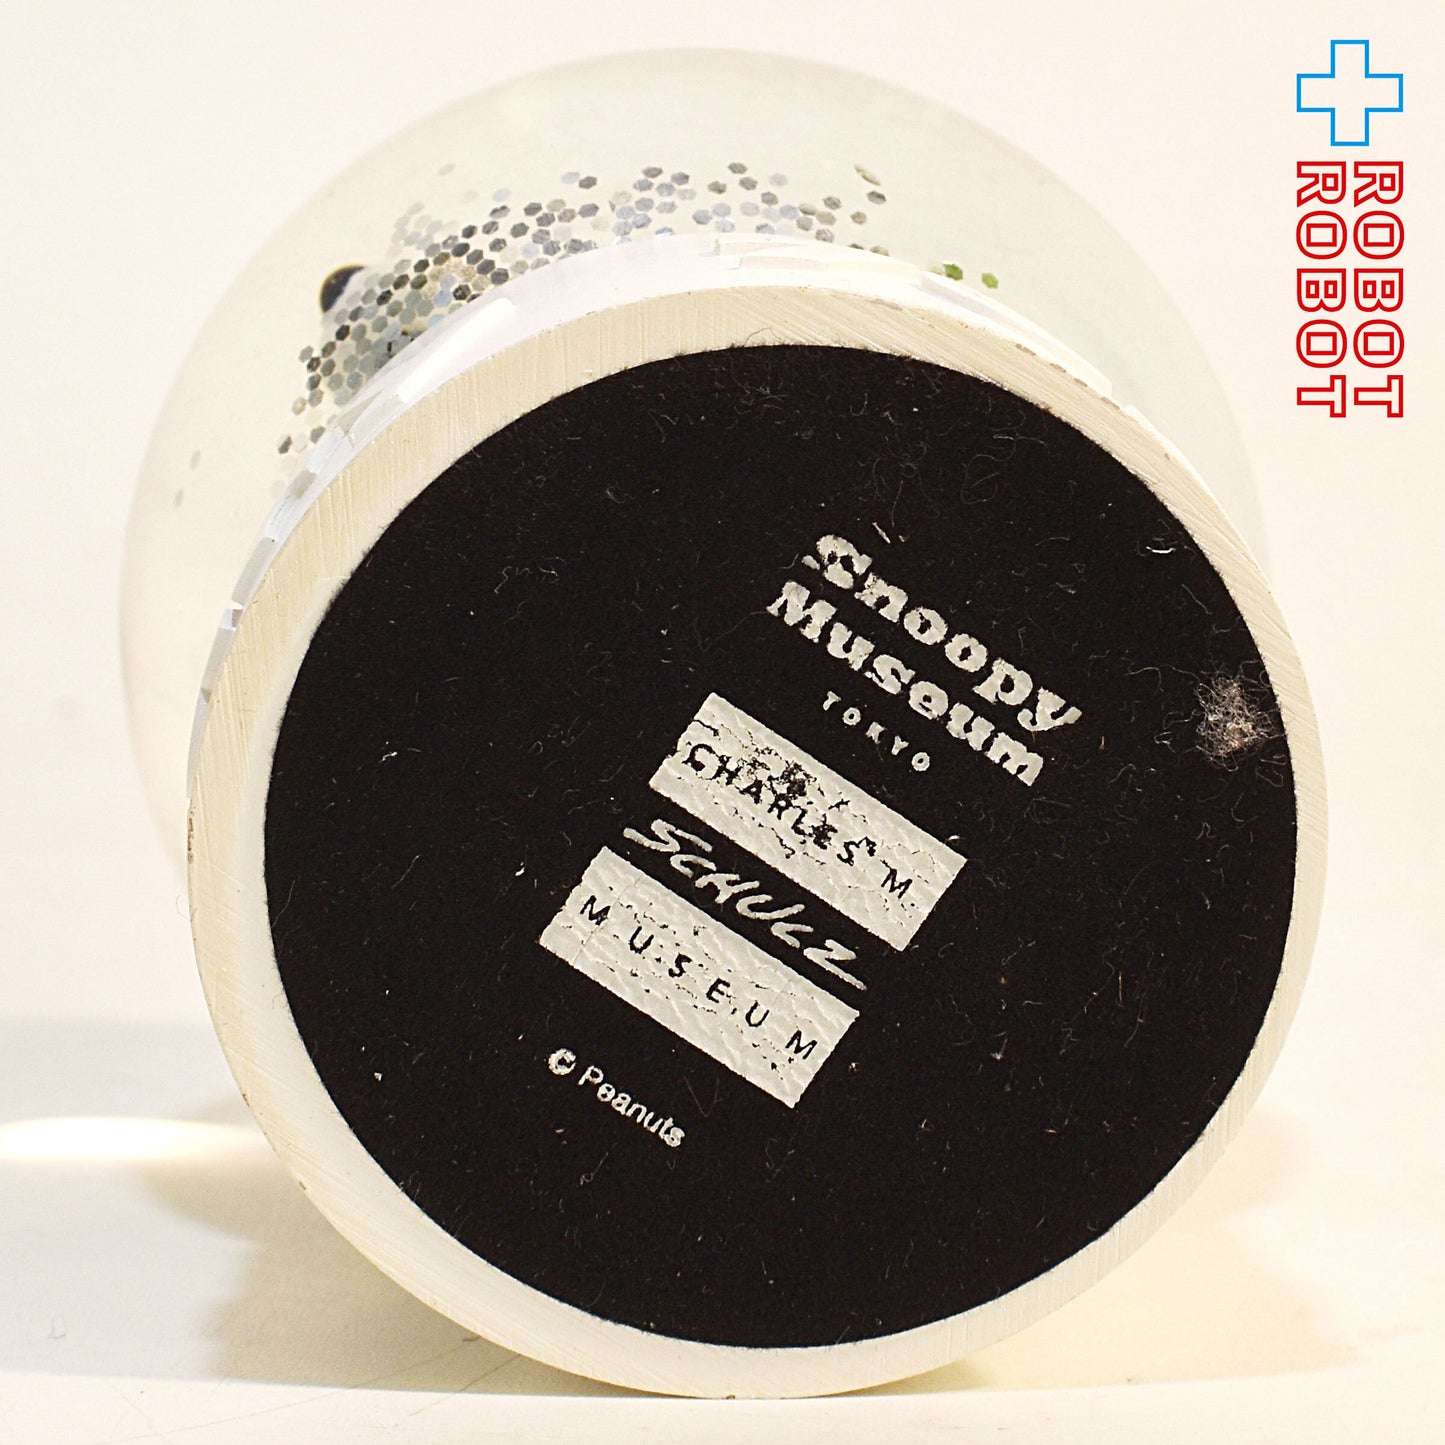 Snoopy
Museum
TOKYO
CHARLES M.
SCHULZ
MUSEUM
© Peanuts
ROBOT
ROBOT